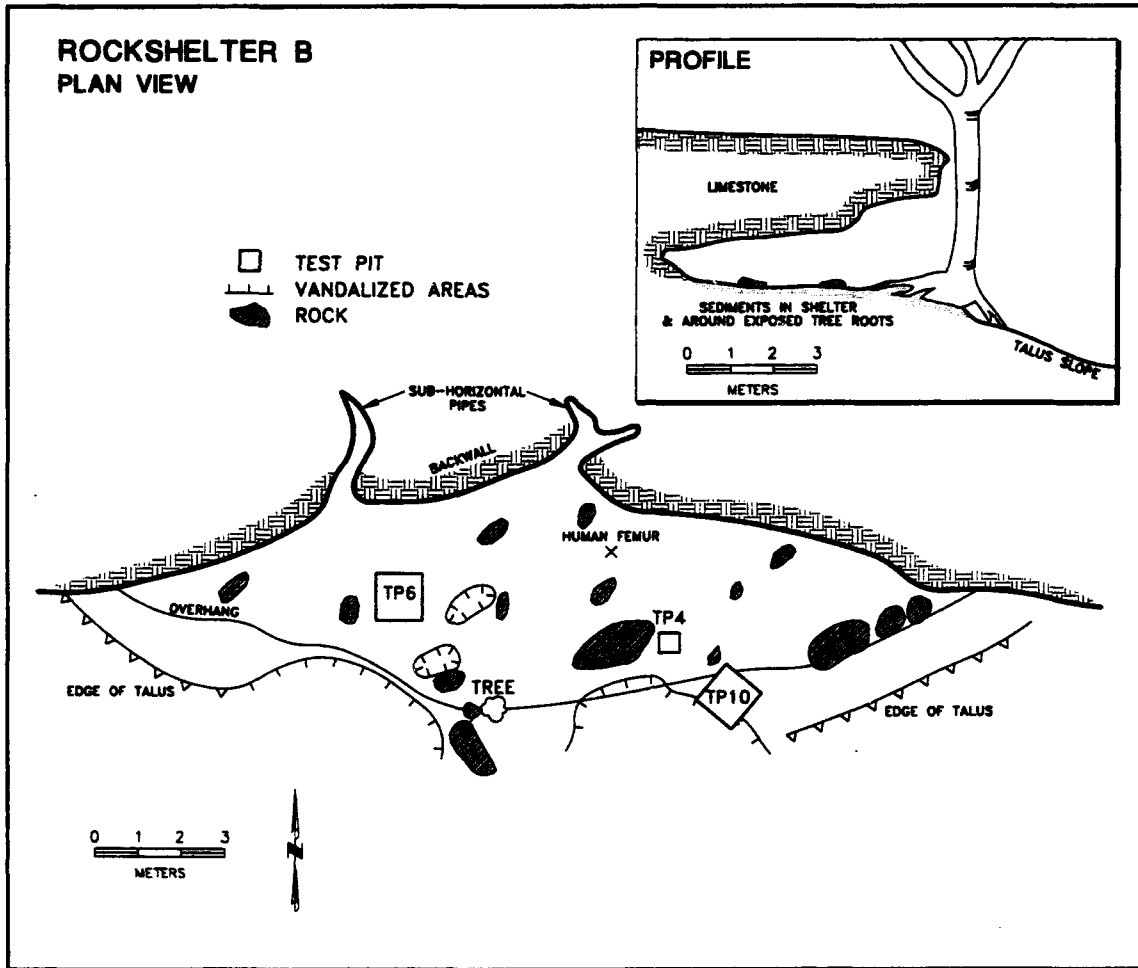 ROCKSHELTER B
PLAN VIEW
PROFILE
LIMESTONE
SEDIMENTS IN SHELTER
& AROUND EXPOSED TREE ROOTS
TALUS SLOPE
0 1 2 3
METERS
TEST PIT
VANDALIZED AREAS
ROCK
SUB-HORIZONTAL
PIPES
BACKWALL
HUMAN FEMUR
TP6
OVERHANG
TP4
EDGE OF TALUS
TREE
TP10
EDGE OF TALUS
0 1 2 3
METERS
N